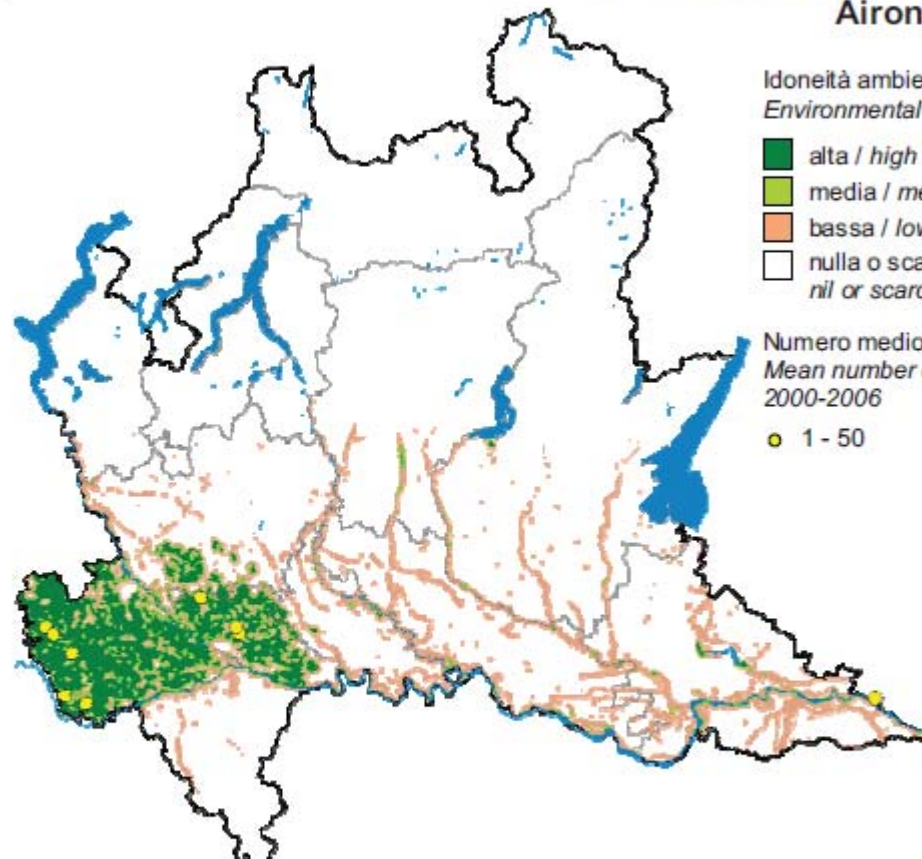 Airon
Idoneità ambie
Environmental
alta / high
media / me
bassa / low
nulla o sca
nil or scarc
Numero medio
Mean number
2000-2006
1 - 50